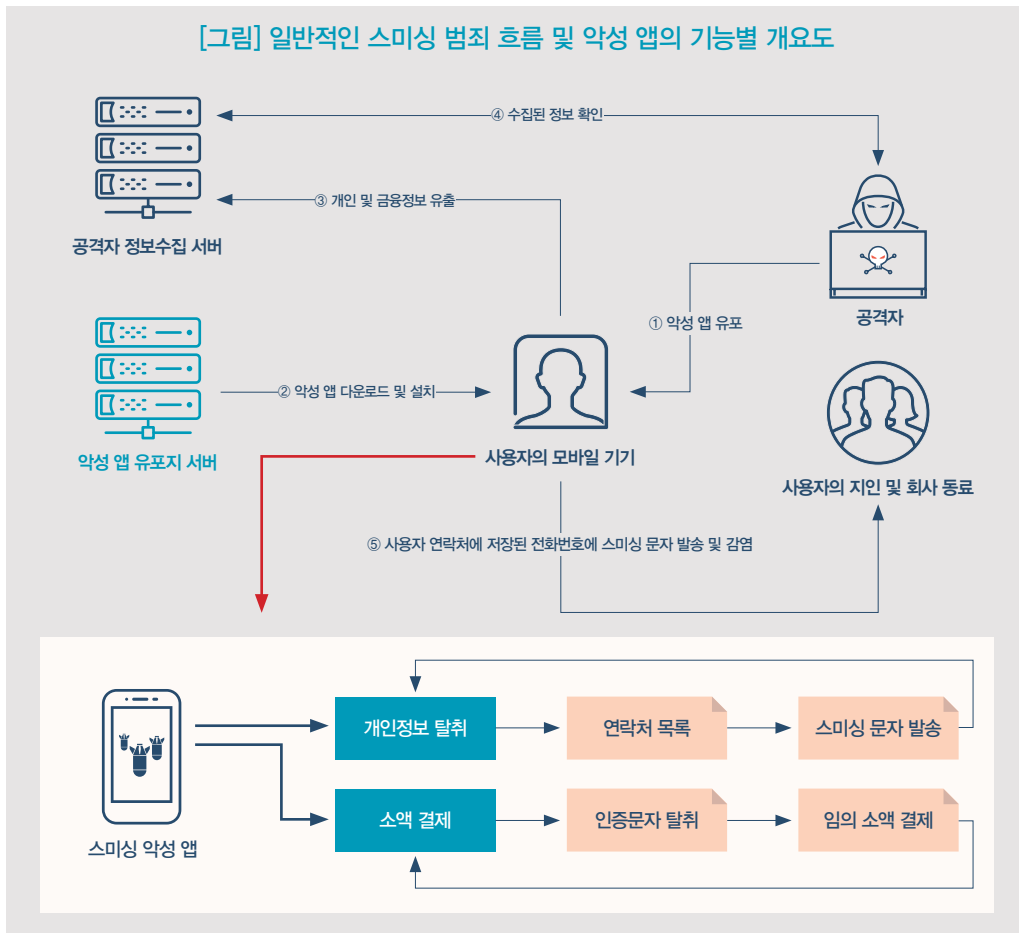 [그림] 일반적인 스미싱 범죄 흐름 및 악성 앱의 기능별 개요도
④ 수집된 정보 확인
③ 개인 및 금융정보 유출
공격자 정보수집 서버
공격자
① 악성 앱 유포
② 악성 앱 다운로드 및 설치
악성 앱 유포지 서버
사용자의 모바일 기기
사용자의 지인 및 회사 동료
⑤ 사용자 연락처에 저장된 전화번호에 스미싱 문자 발송 및 감염
개인정보 탈취
연락처 목록
스미싱 문자 발송
소액 결제
인증문자 탈취
임의 소액 결제
스미싱 악성 앱